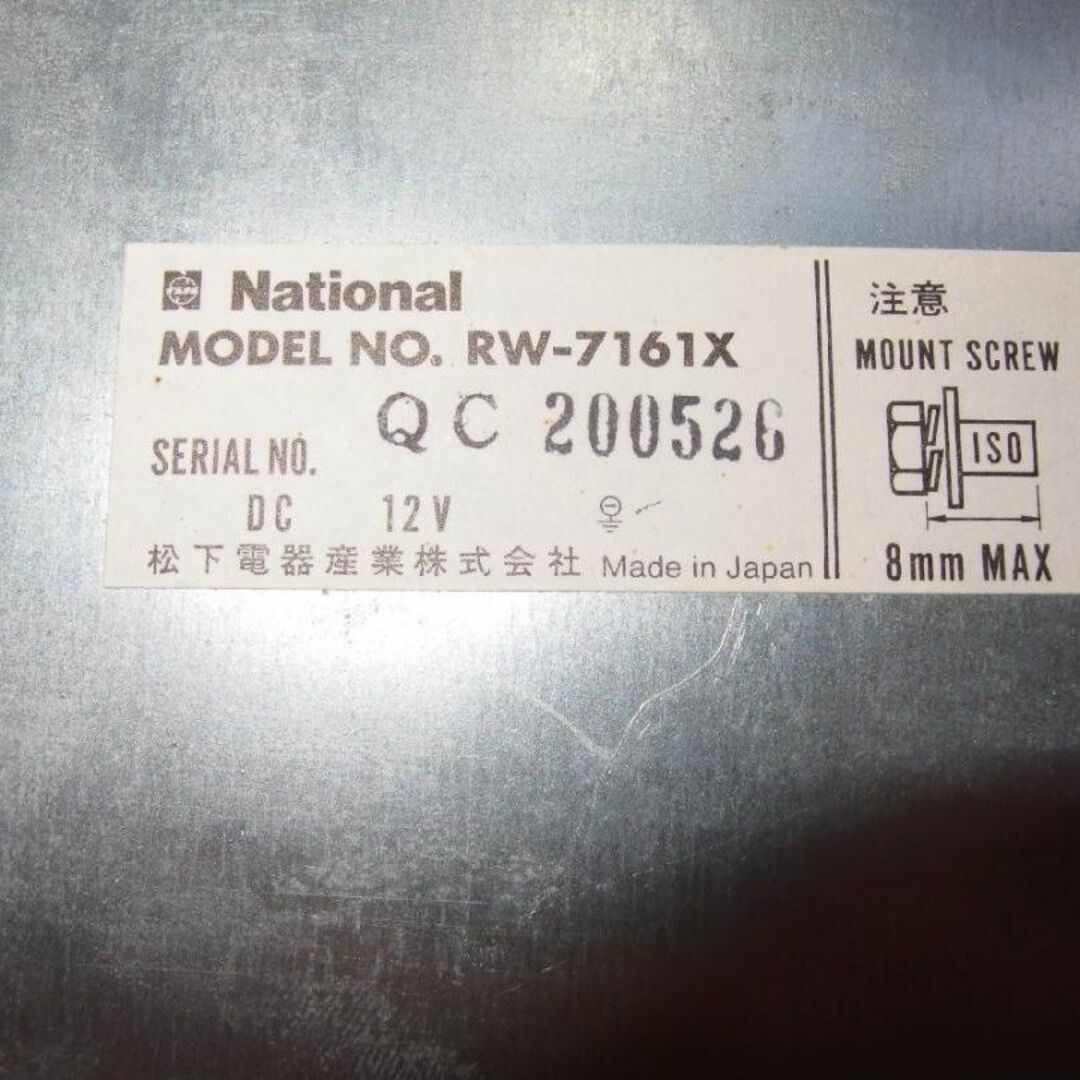 National
MODEL NO. RW-7161X
SERIAL NO. QC 200526
DC 12V
松下電器産業株式会社 Made in Japan
注意
MOUNT SCREW
ISO
8mm MAX